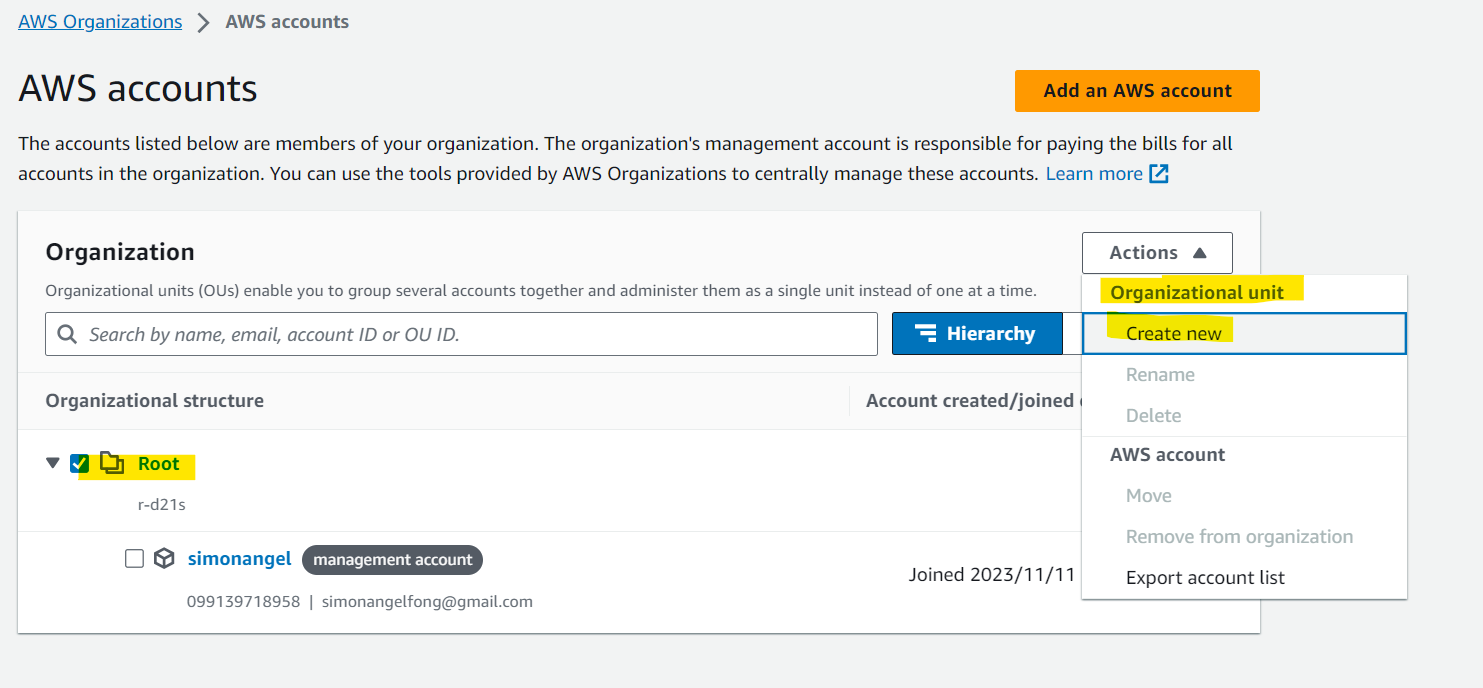 AWS Organizations > AWS accounts
AWS accounts
Add an AWS account
The accounts listed below are members of your organization. The organization's management account is responsible for paying the bills for all
accounts in the organization. You can use the tools provided by AWS Organizations to centrally manage these accounts. Learn more
Organization
Actions
Organizational units (OUs) enable you to group several accounts together and administer them as a single unit instead of one at a time.
Search by name, email, account ID or OU ID.
Hierarchy
Organizational unit
Create new
Rename
Delete
AWS account
Move
Remove from organization
Export account list
Organizational structure
Account created/joined
Root
r-d21s
simonangel management account
Joined 2023/11/11
099139718958 | simonangelfong@gmail.com